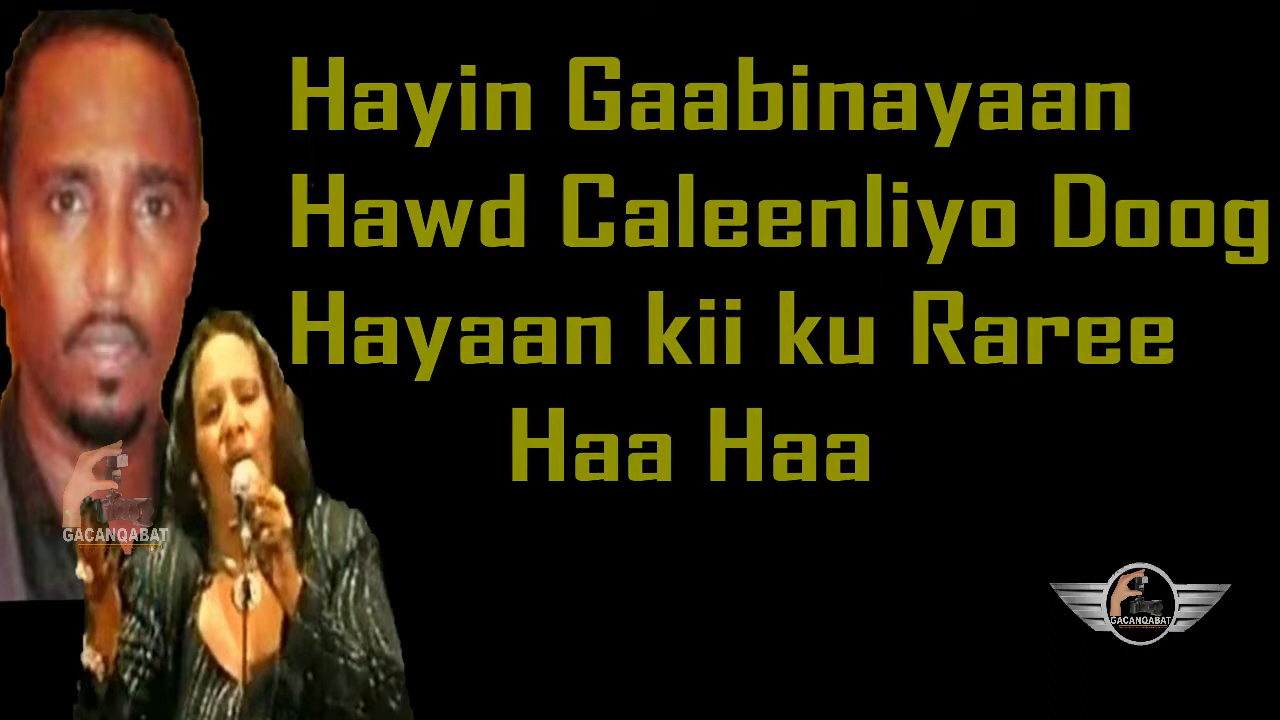 Hayin Gaabinayaan
Hawd Caleenliyo Doog
Hayaan kii ku Raree
Haa Haa
GACANQABAT
GACANQABAT